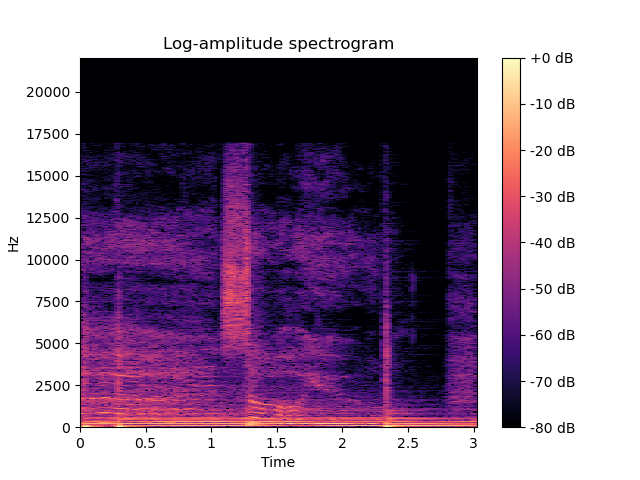 Log-amplitude spectrogram
Hz
20000
17500
15000
12500
10000
7500
5000
2500
0
0 0.5 1 1.5 2 2.5 3
Time
+0 dB
-10 dB
-20 dB
-30 dB
-40 dB
-50 dB
-60 dB
-70 dB
-80 dB